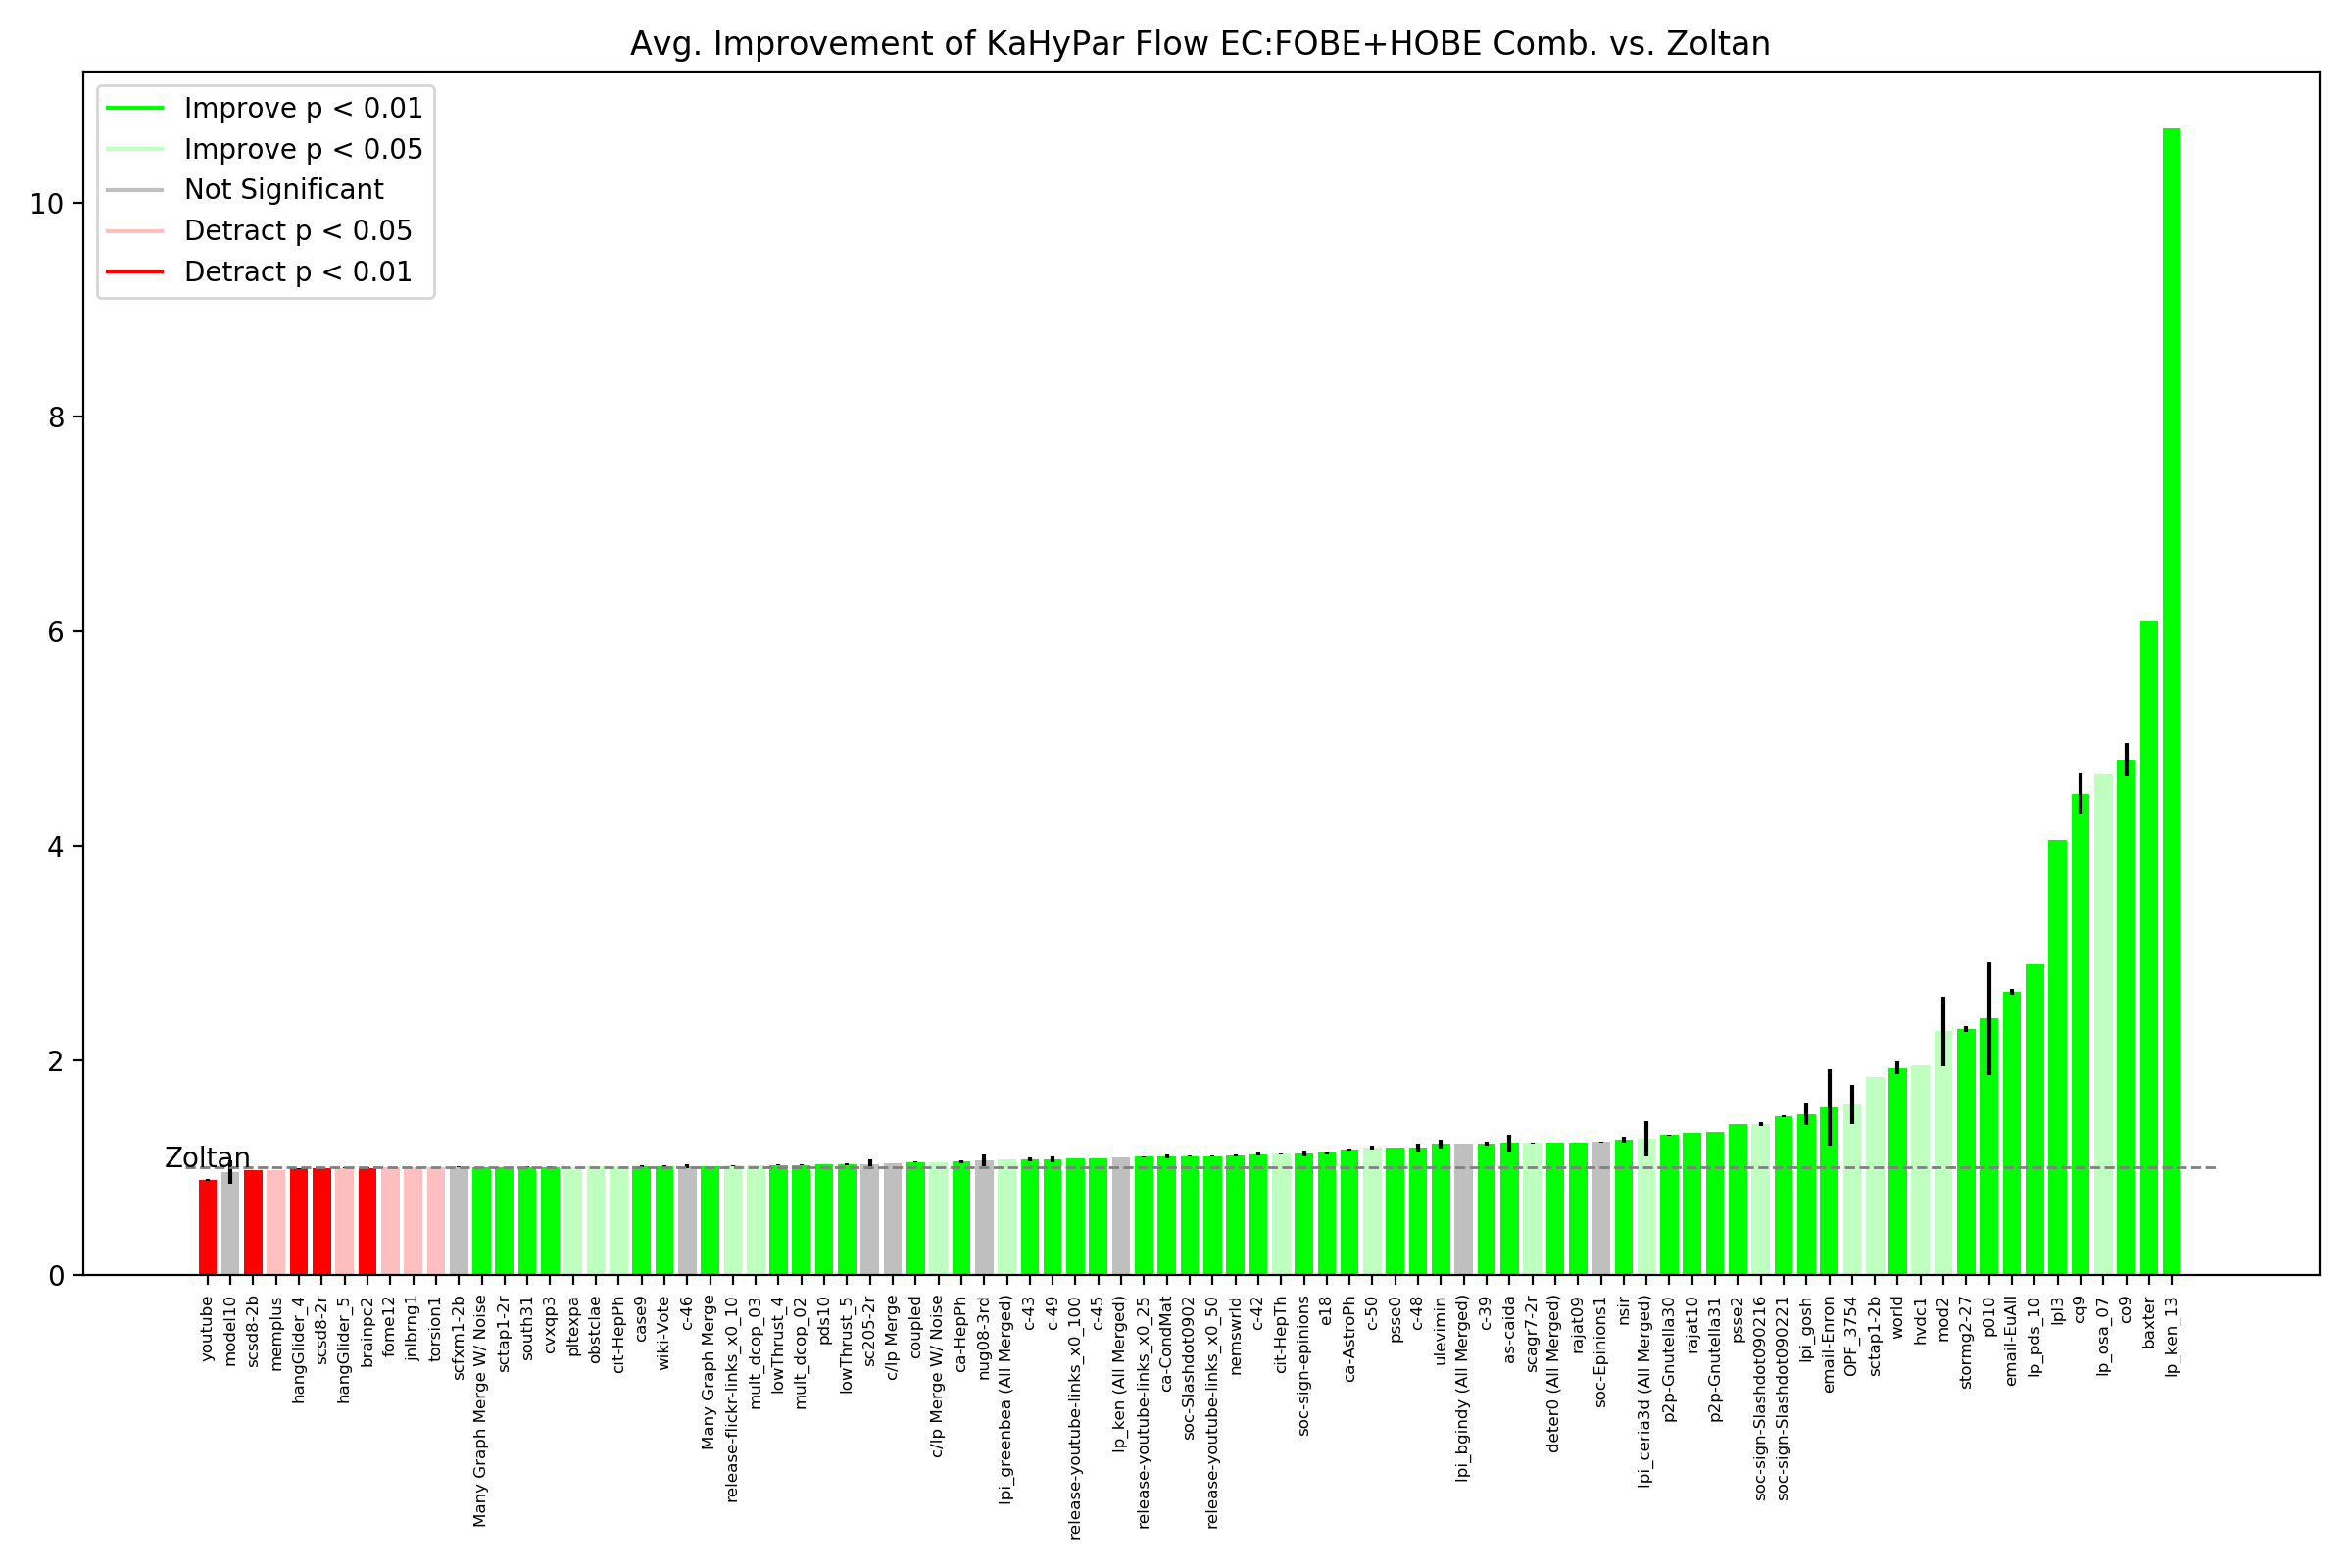 Avg. Improvement of KaHyPar Flow EC:FOBE+HOBE Comb. vs. Zoltan
Improve p < 0.01
Improve p < 0.05
Not Significant
Detract p < 0.05
Detract p < 0.01
10
8
6
4
2
0
Zoltan
youtube
model10
scsd8-2b
memplus
hangGlider_4
scsd8-2r
hangGlider_5
brainpc2
fome12
jnlbrng1
torsion1
scfxm1-2b
Many Graph Merge W/ Noise
sctap1-2r
south31
cvxqp3
pltexpa
obstclae
cit-HepPh
case9
wiki-Vote
c-46
Many Graph Merge
release-flickr-links_x0_10
mult_dcop_03
lowThrust_4
mult_dcop_02
pds10
lowThrust_5
sc205-2r
c/lp Merge
coupled
c/lp Merge W/ Noise
ca-HepPh
nug08-3rd
lpi_greenbea (All Merged)
c-43
c-49
release-youtube-links_x0_100
c-45
lp_ken (All Merged)
release-youtube-links_x0_25
ca-CondMat
soc-Slashdot0902
release-youtube-links_x0_50
nemswrld
c-42
cit-HepTh
soc-sign-epinions
e18
ca-AstroPh
c-50
psse0
c-48
ulevimin
lpi_bgindy (All Merged)
c-39
as-caida
scagr7-2r
deter0 (All Merged)
rajat09
soc-Epinions1
nsir
lpi_ceria3d (All Merged)
p2p-Gnutella30
rajat10
p2p-Gnutella31
psse2
soc-sign-Slashdot090216
soc-sign-Slashdot090221
lpi_gosh
email-Enron
OPF_3754
sctap1-2b
world
hvdc1
mod2
stormg2-27
p010
email-EuAll
lp_pds_10
lpl3
cq9
lp_osa_07
co9
baxter
lp_ken_13